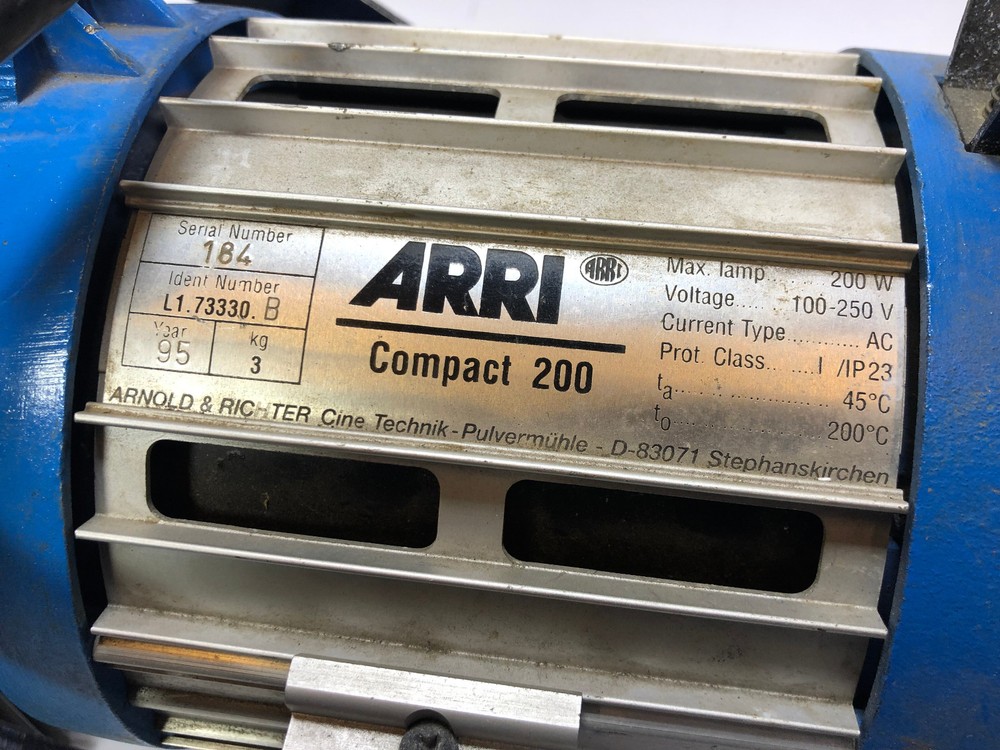 Serial Number
184
Ident Number
L1.73330. B
Year
95
kg
3
ARRI
ARRI
Compact 200
Max. lamp..... 200 W
Voltage..... 100-250 V
Current Type........... AC
Prot. Class.. ....I /IP23
ta........................ 45°C
to........................ 200°C
ARNOLD & RICHTER Cine Technik - Pulvermühle - D-83071 Stephanskirchen